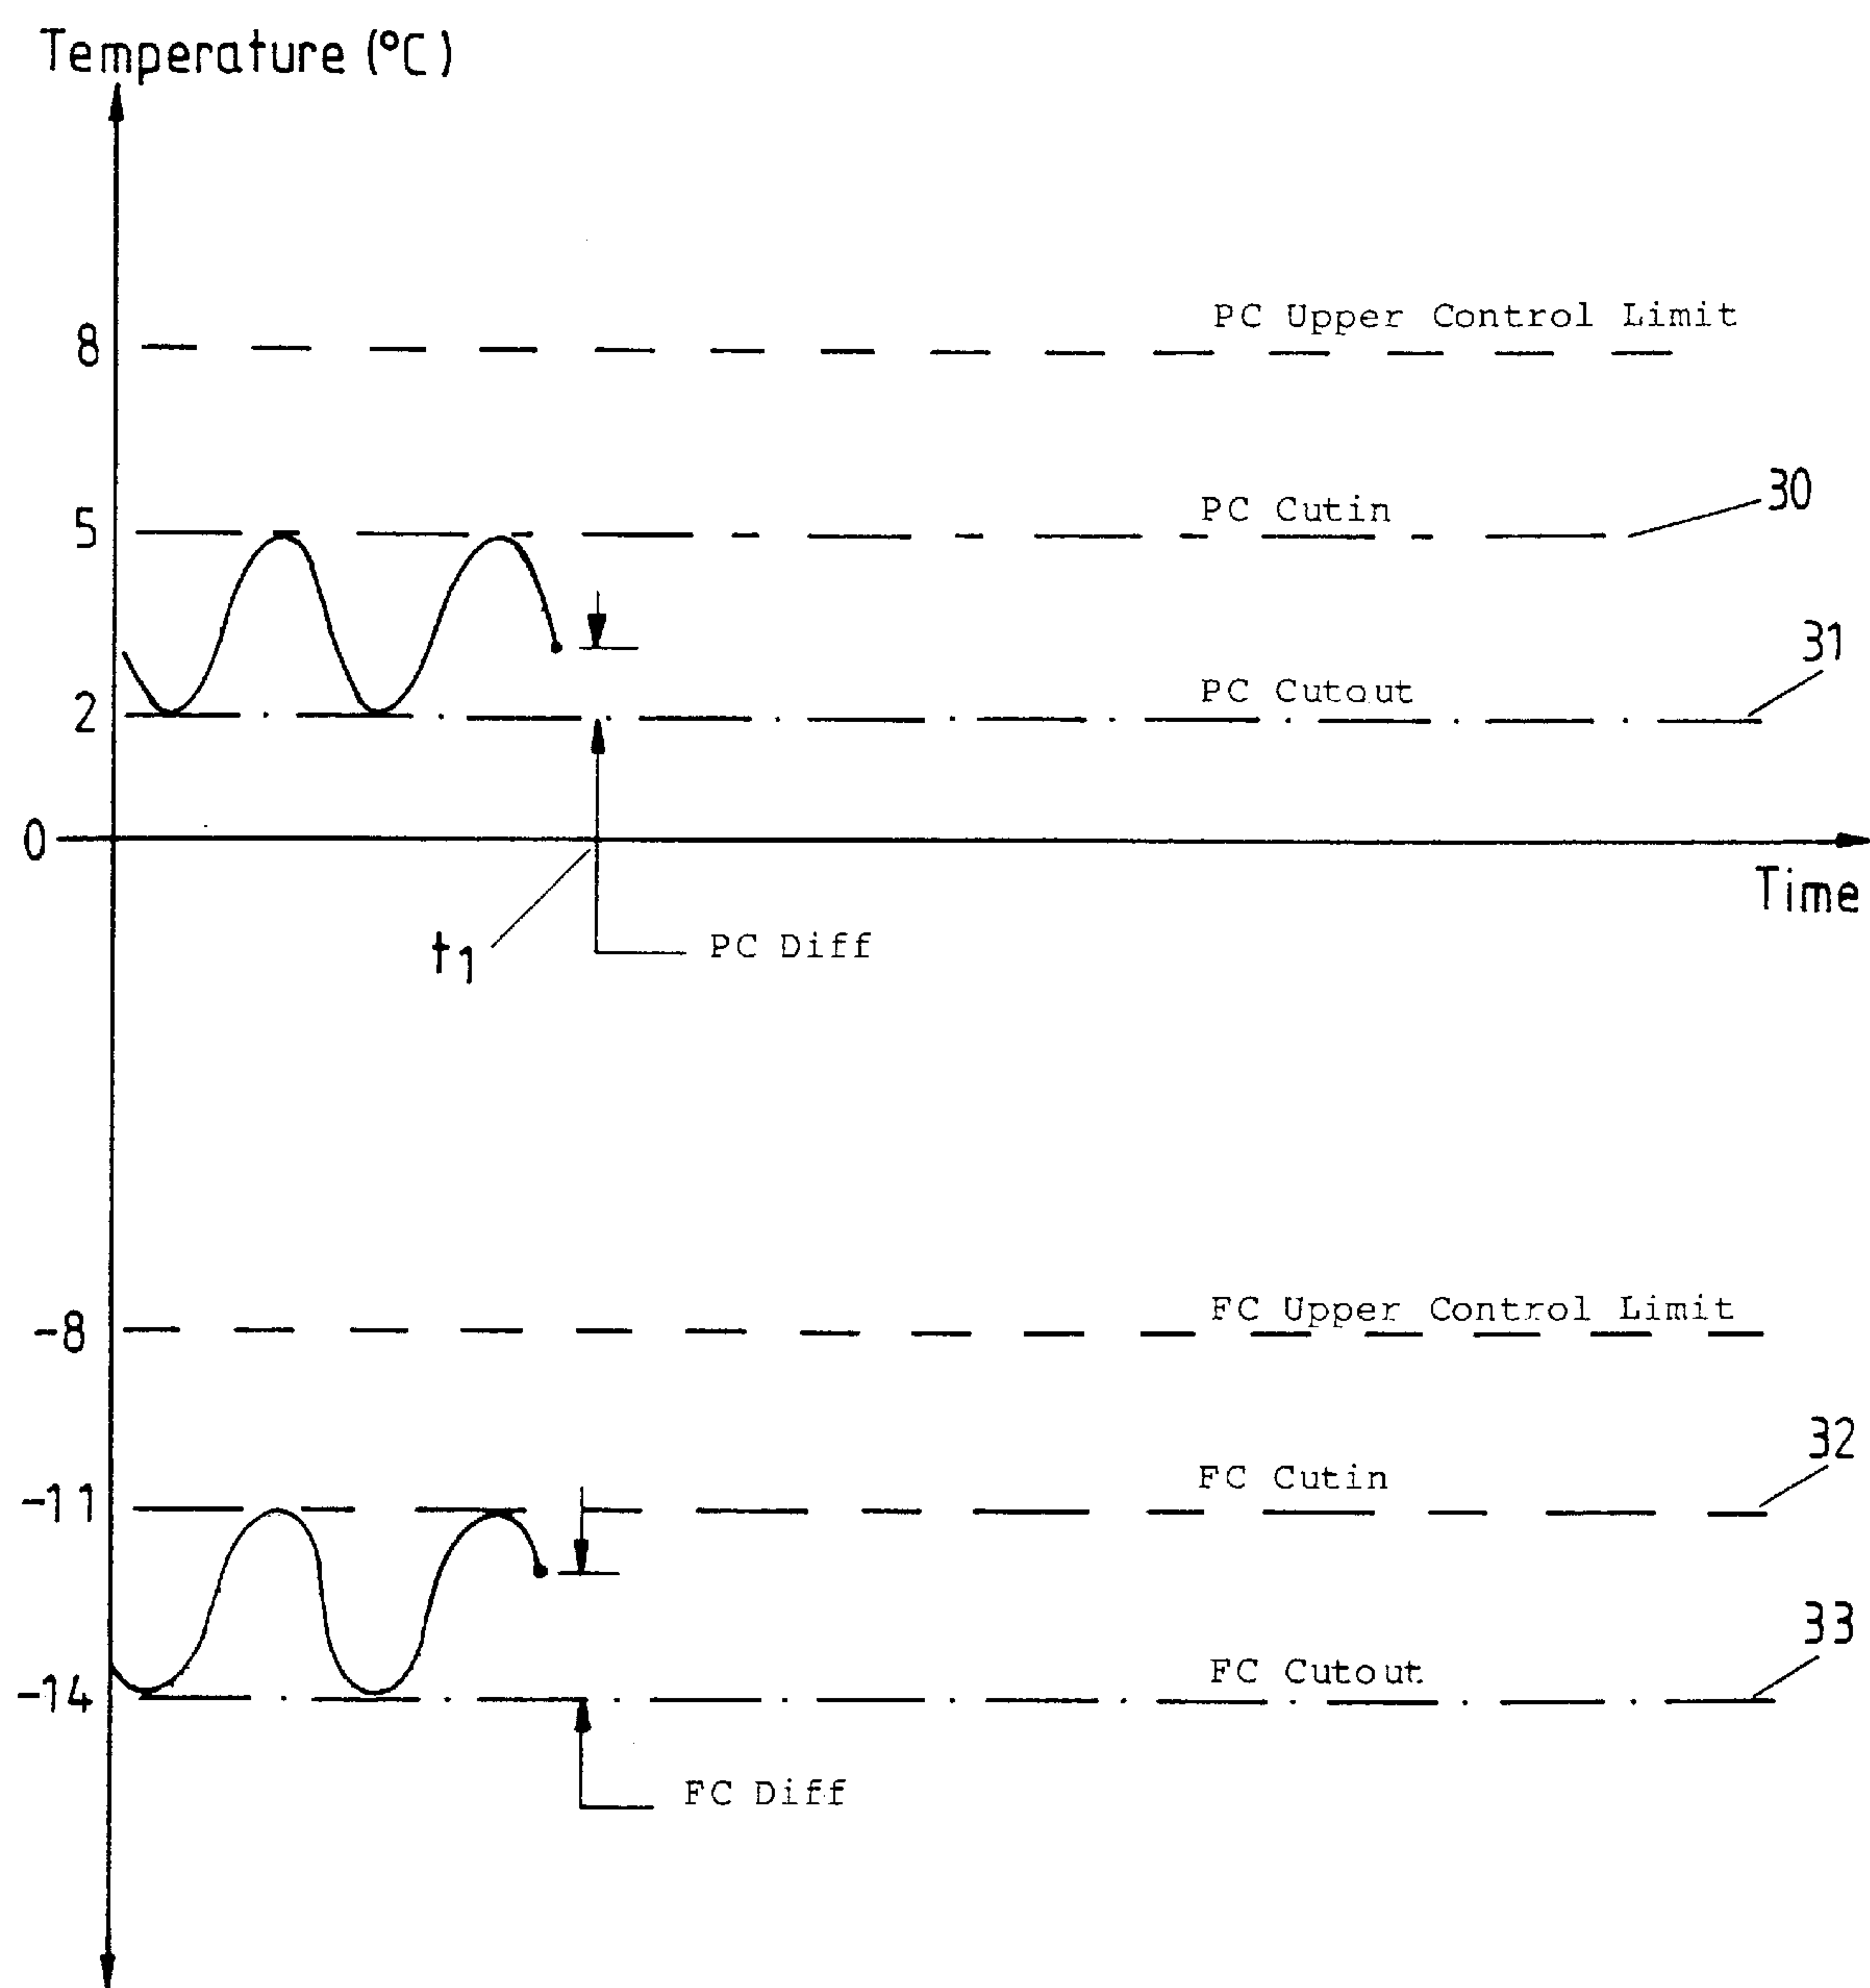 Temperature (°C)
PC Upper Control Limit
8
30
PC Cutin
5
31
PC Cutout
2
0
Time
t1
PC Diff
FC Upper Control Limit
-8
32
FC Cutin
-11
33
FC Cutout
-14
FC Diff